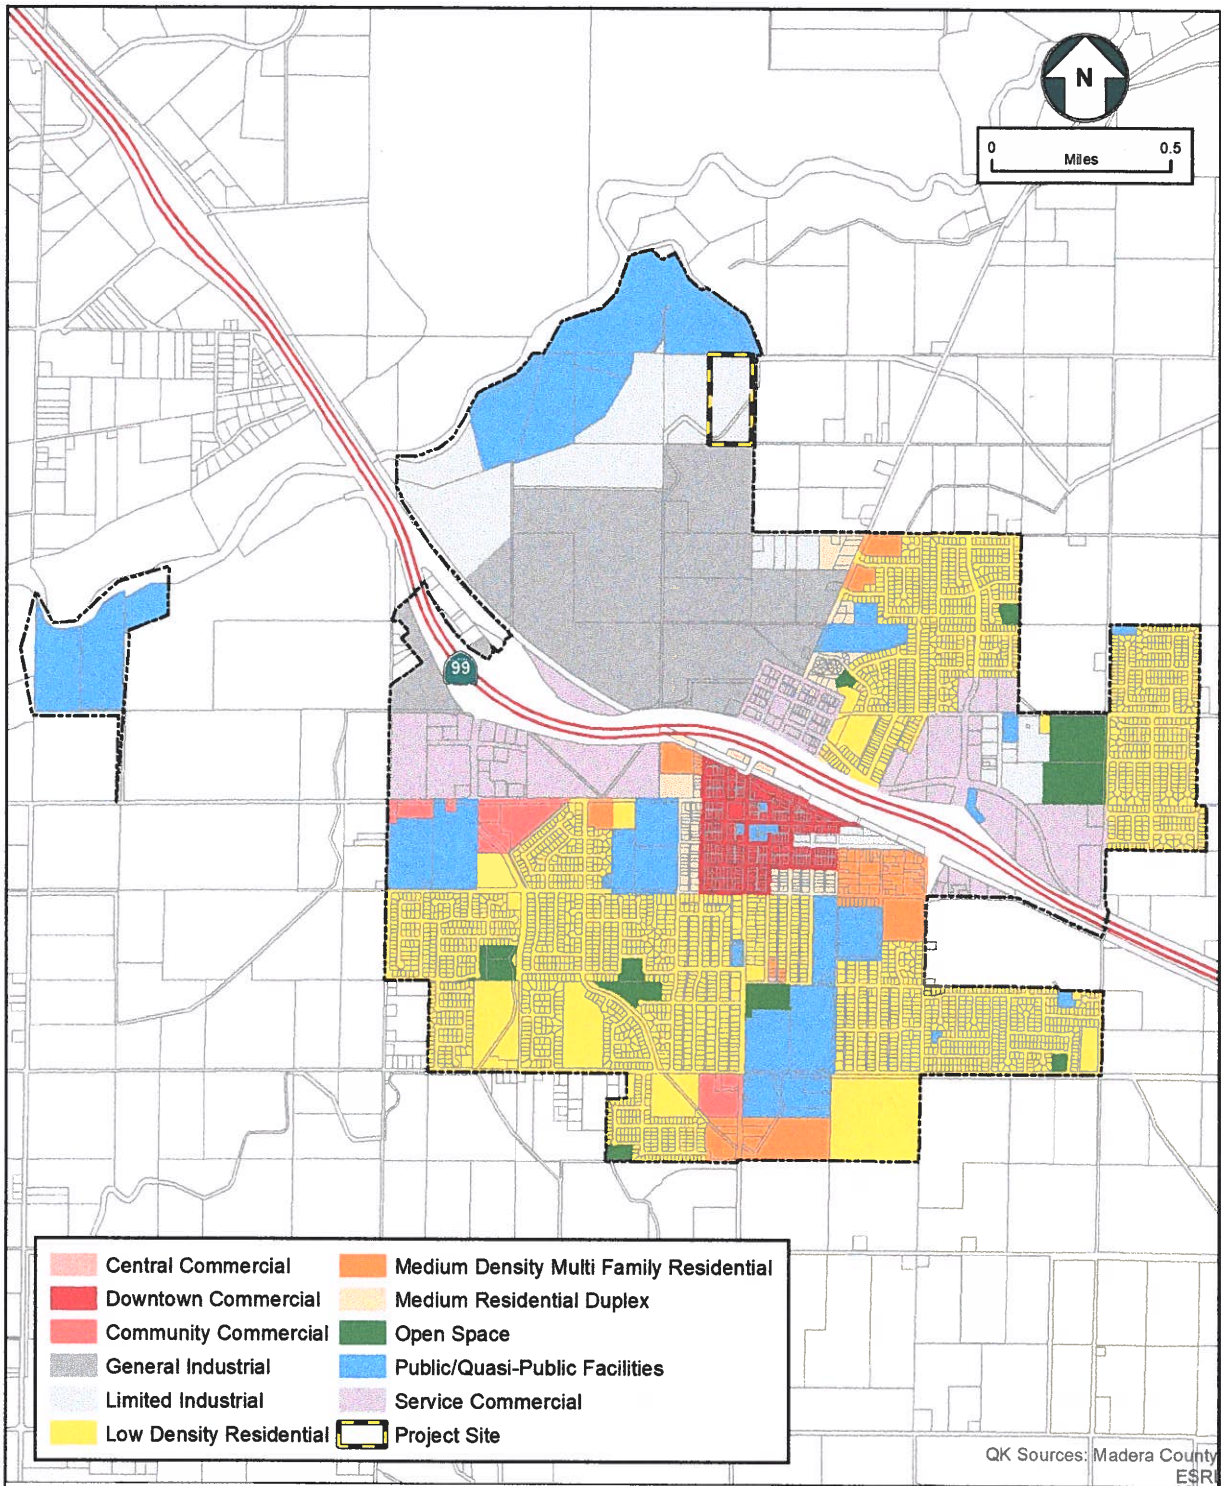 N
0 0.5
Miles
99
Central Commercial
Downtown Commercial
Community Commercial
General Industrial
Limited Industrial
Low Density Residential
Medium Density Multi Family Residential
Medium Residential Duplex
Open Space
Public/Quasi-Public Facilities
Service Commercial
Project Site
QK Sources: Madera County
ESRI